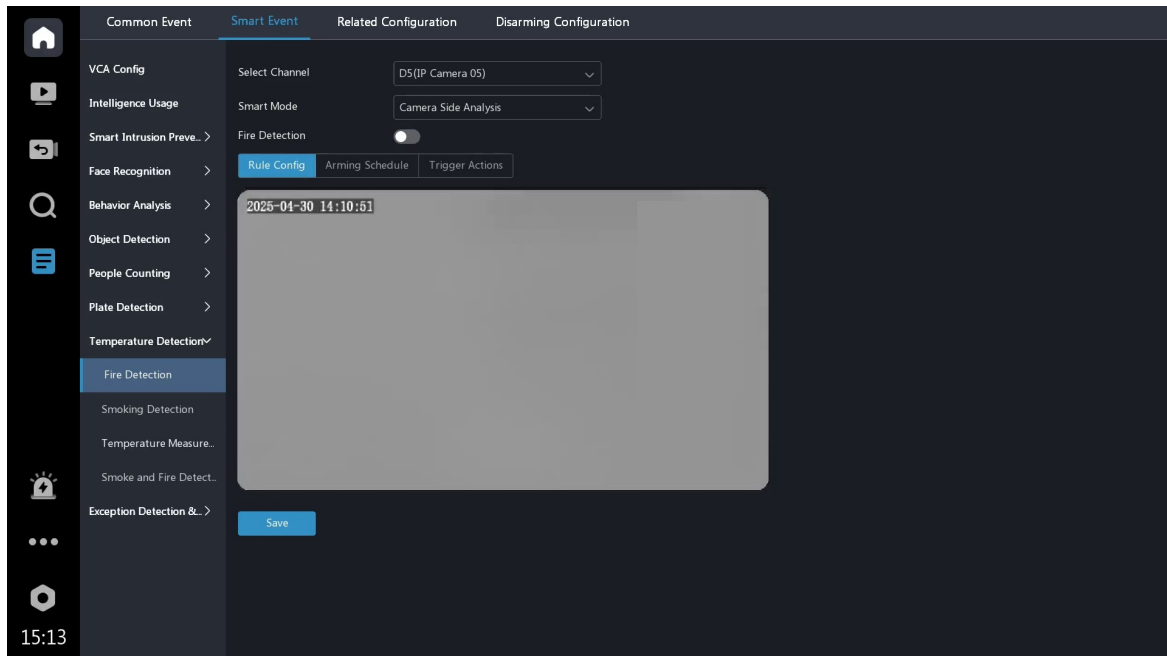 Common Event
Smart Event
Related Configuration
Disarming Configuration
VCA Config
Intelligence Usage
Smart Intrusion Preve...
Face Recognition
Behavior Analysis
Object Detection
People Counting
Plate Detection
Temperature Detection
Fire Detection
Smoking Detection
Temperature Measure...
Smoke and Fire Detect...
Exception Detection &...
15:13
Select Channel
D5(IP Camera 05)
Smart Mode
Camera Side Analysis
Fire Detection
Rule Config
Arming Schedule
Trigger Actions
2025-04-30 14:10:51
Save